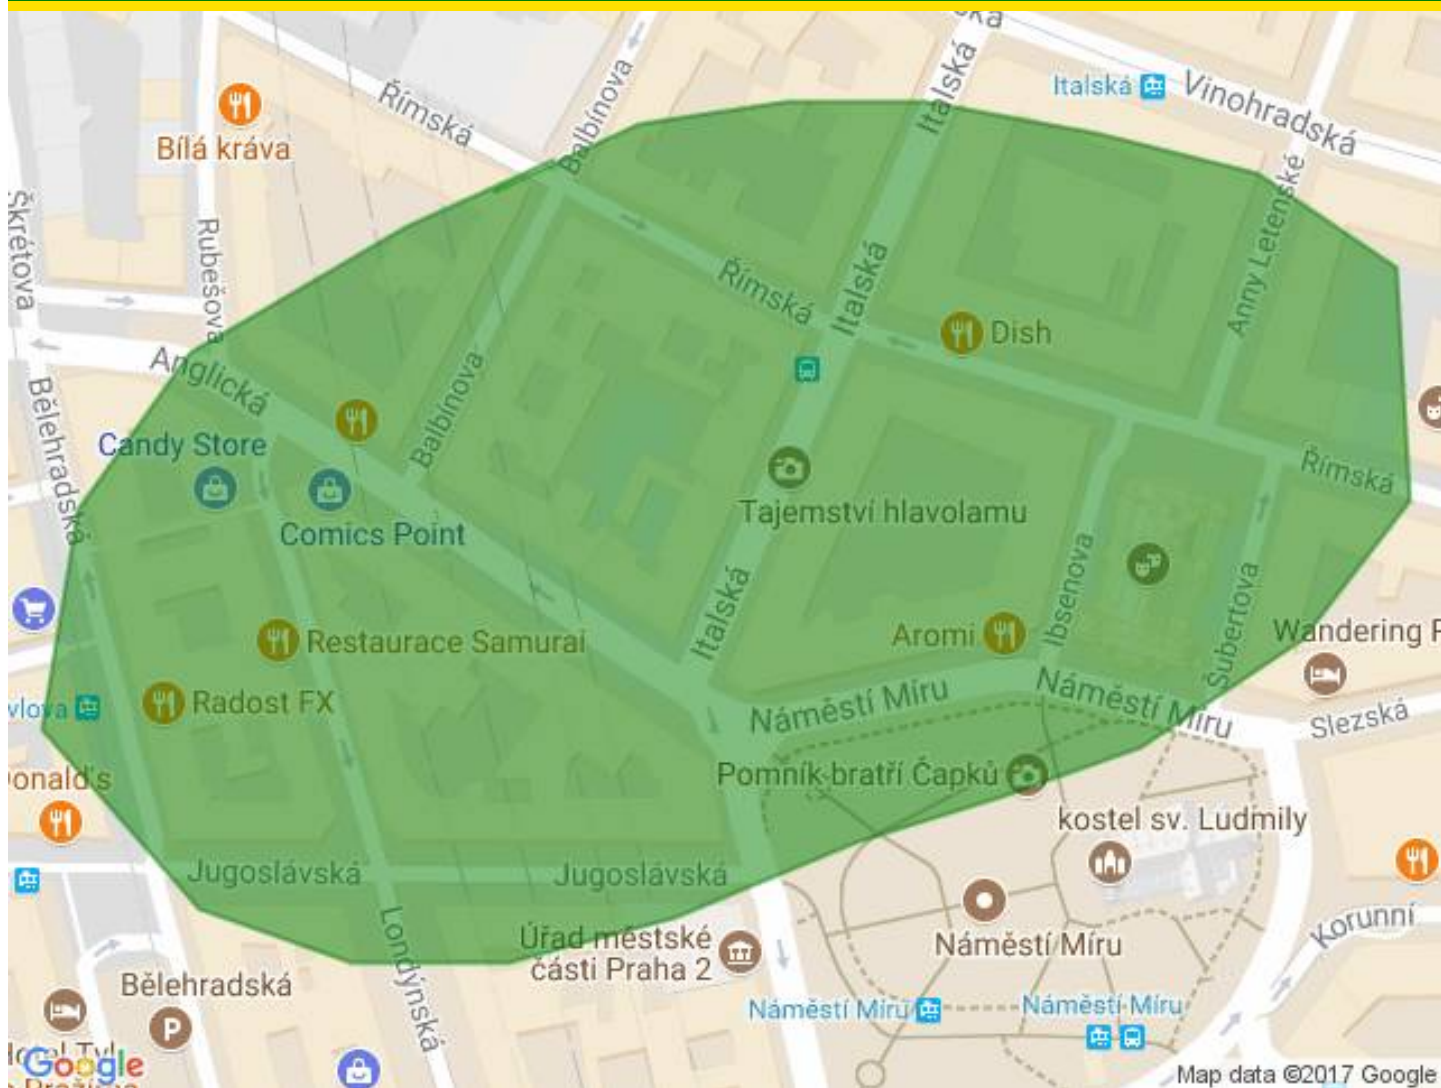 Italská
Vinohradská
Římská
Balbínova
Italská
Bílá kráva
Anny Letenské
Škrétova
Rubešova
Římská
Italská
Dish
Anglická
Bělehradská
Balbínova
Candy Store
Comics Point
Tajemství hlavolamu
Římská
Restaurace Samurai
Italská
Aromi
Ibsenova
Šubertova
Wandering
Radost FX
Náměstí Míru
Náměstí Míru
Slezská
Pomník bratří Čapků
kostel sv. Ludmily
Jugoslávská
Jugoslávská
Londýnská
Úřad městské
části Praha 2
Náměstí Míru
Korunní
Bělehradská
P
Náměstí Míru
Náměstí Míru
Google
Map data ©2017 Google